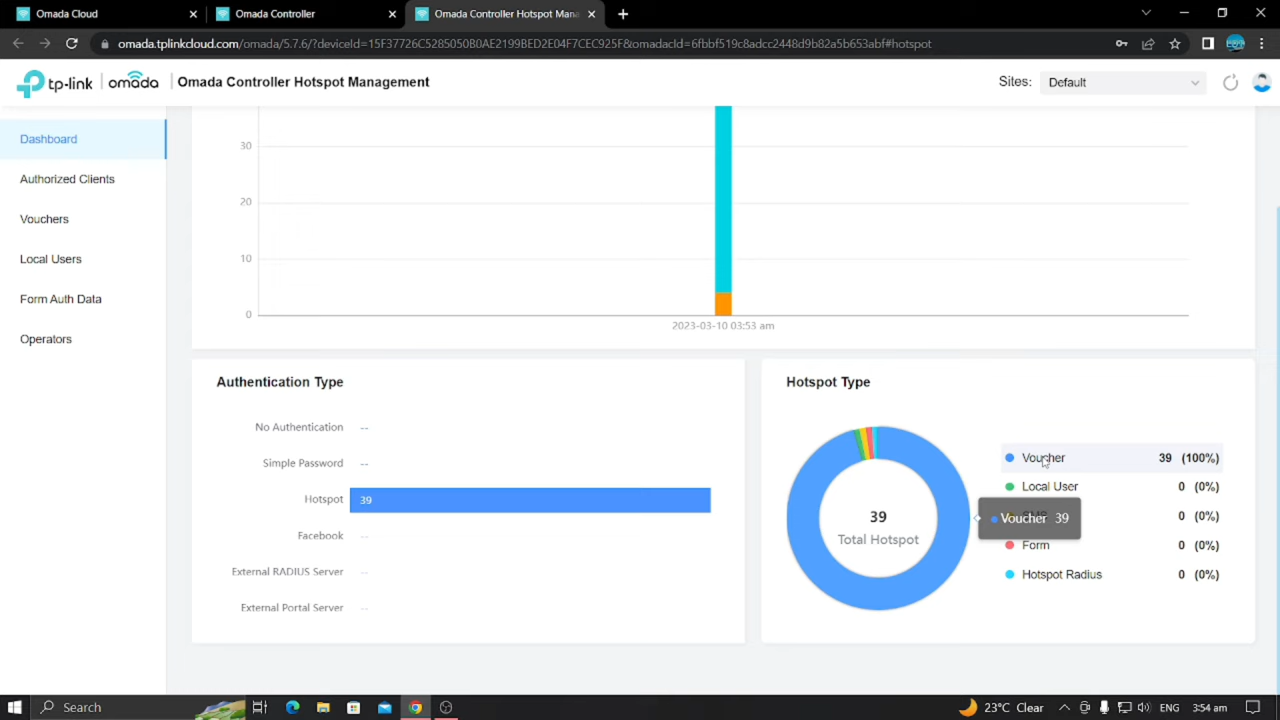 Omada Cloud
Omada Controller
Omada Controller Hotspot Mana
omada.tplinkcloud.com/omada/5.7.6/?deviceId=15F37726C5285050B0AE2199BED2E04F7CEC925F&omadacId=6fbbf519c8adcc2448d9b82a5b653abf#hotspot
tp-link | omada | Omada Controller Hotspot Management
Sites: Default
Dashboard
Authorized Clients
Vouchers
Local Users
Form Auth Data
Operators
30
20
10
0
2023-03-10 03:53 am
Authentication Type
No Authentication --
Simple Password --
Hotspot 39
Facebook --
External RADIUS Server --
External Portal Server --
Hotspot Type
39
Total Hotspot
Voucher 39 (100%)
Local User 0 (0%)
Voucher 39
0 (0%)
Form 0 (0%)
Hotspot Radius 0 (0%)
Search
23°C Clear
ENG
3:54 am